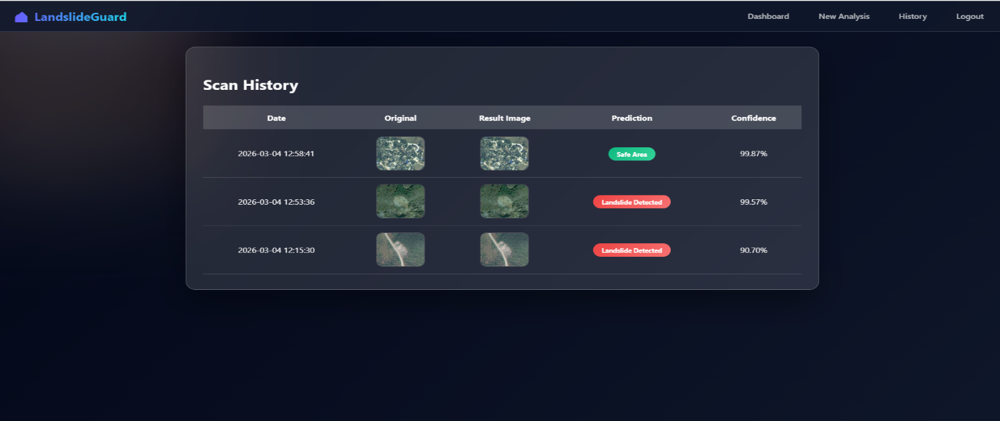 LandslideGuard Dashboard New Analysis History Logout
Scan History
Date Original Result Image Prediction Confidence
2026-03-04 12:58:41 Safe Area 99.87%
2026-03-04 12:53:36 Landslide Detected 99.57%
2026-03-04 12:15:30 Landslide Detected 90.70%